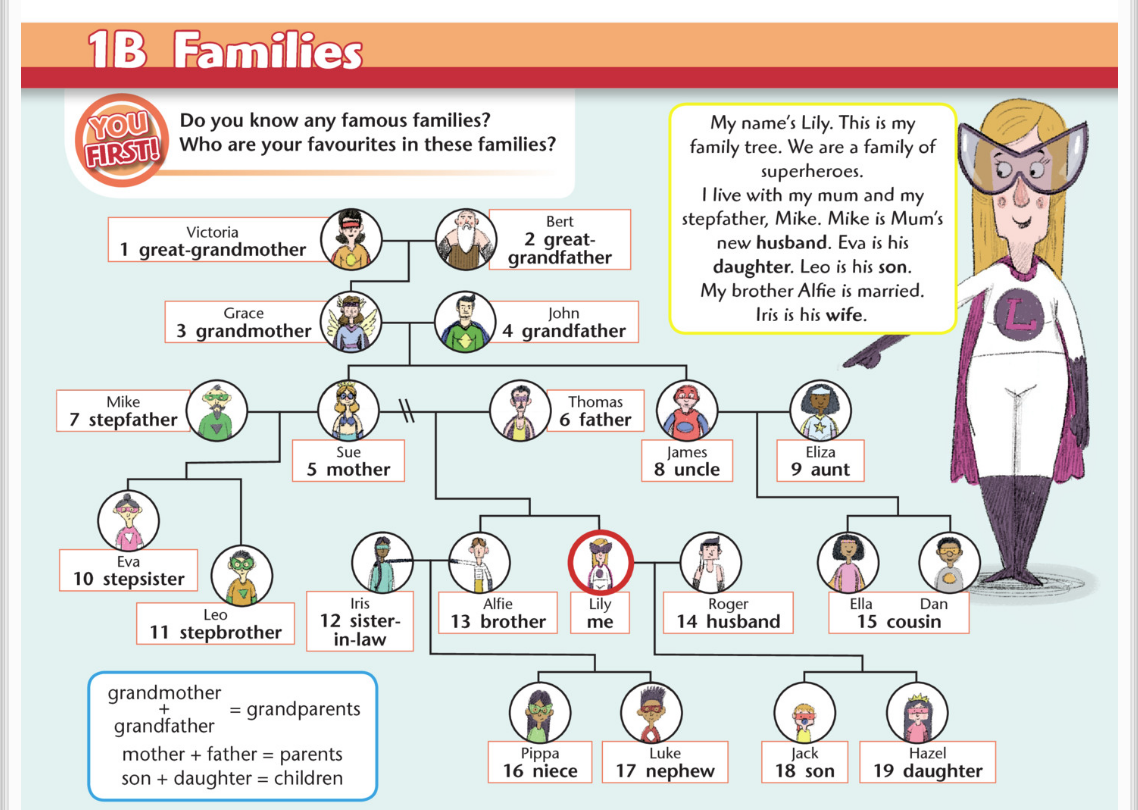 1B Families
YOU
FIRST!
Do you know any famous families?
Who are your favourites in these families?
My name's Lily. This is my
family tree. We are a family of
superheroes.
I live with my mum and my
stepfather, Mike. Mike is Mum's
new husband. Eva is his
daughter. Leo is his son.
My brother Alfie is married.
Iris is his wife.
L
Victoria
1 great-grandmother
Bert
2 great-
grandfather
Grace
3 grandmother
John
4 grandfather
Mike
7 stepfather
Sue
5 mother
Thomas
6 father
James
8 uncle
Eliza
9 aunt
Eva
10 stepsister
Leo
11 stepbrother
Iris
12 sister-
in-law
Alfie
13 brother
Lily
me
Roger
14 husband
Ella Dan
15 cousin
Pippa
16 niece
Luke
17 nephew
Jack
18 son
Hazel
19 daughter
grandmother
+
grandfather
= grandparents
mother + father = parents
son + daughter = children